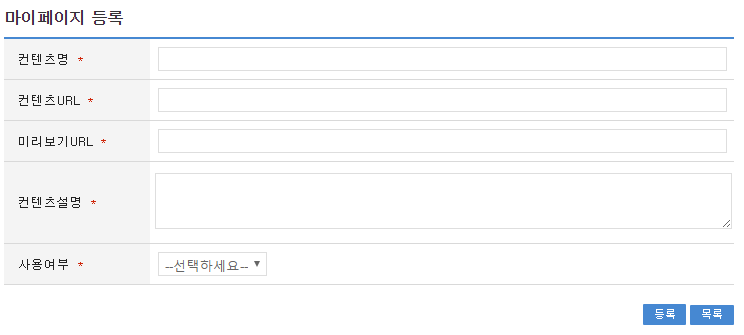 마이페이지 등록
컨텐츠명 *
컨텐츠URL *
미리보기URL *
컨텐츠설명 *
사용여부 * --선택하세요--
등록 목록